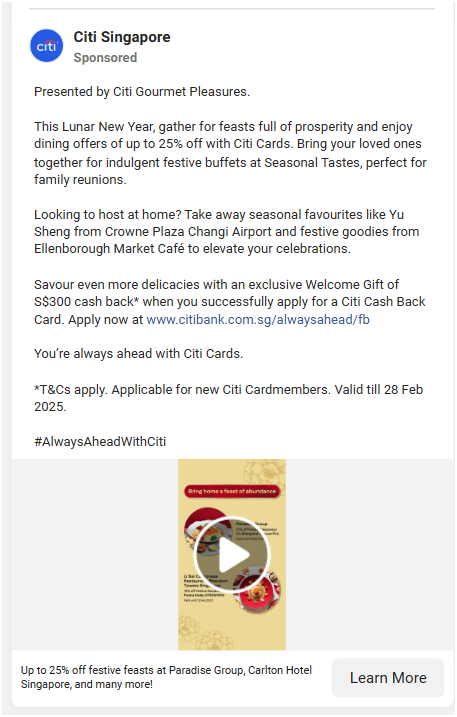 citi
Citi Singapore
Sponsored
Presented by Citi Gourmet Pleasures.
This Lunar New Year, gather for feasts full of prosperity and enjoy
dining offers of up to 25% off with Citi Cards. Bring your loved ones
together for indulgent festive buffets at Seasonal Tastes, perfect for
family reunions.
Looking to host at home? Take away seasonal favourites like Yu
Sheng from Crowne Plaza Changi Airport and festive goodies from
Ellenborough Market Café to elevate your celebrations.
Savour even more delicacies with an exclusive Welcome Gift of
S$300 cash back* when you successfully apply for a Citi Cash Back
Card. Apply now at www.citibank.com.sg/alwaysahead/fb
You’re always ahead with Citi Cards.
*T&Cs apply. Applicable for new Citi Cardmembers. Valid till 28 Feb
2025.
#AlwaysAheadWithCiti
Bring home a feast of abundance
Group
Li Bai
Restaurant
Towers
Up to 25% off festive feasts at Paradise Group, Carlton Hotel
Singapore, and many more!
Learn More